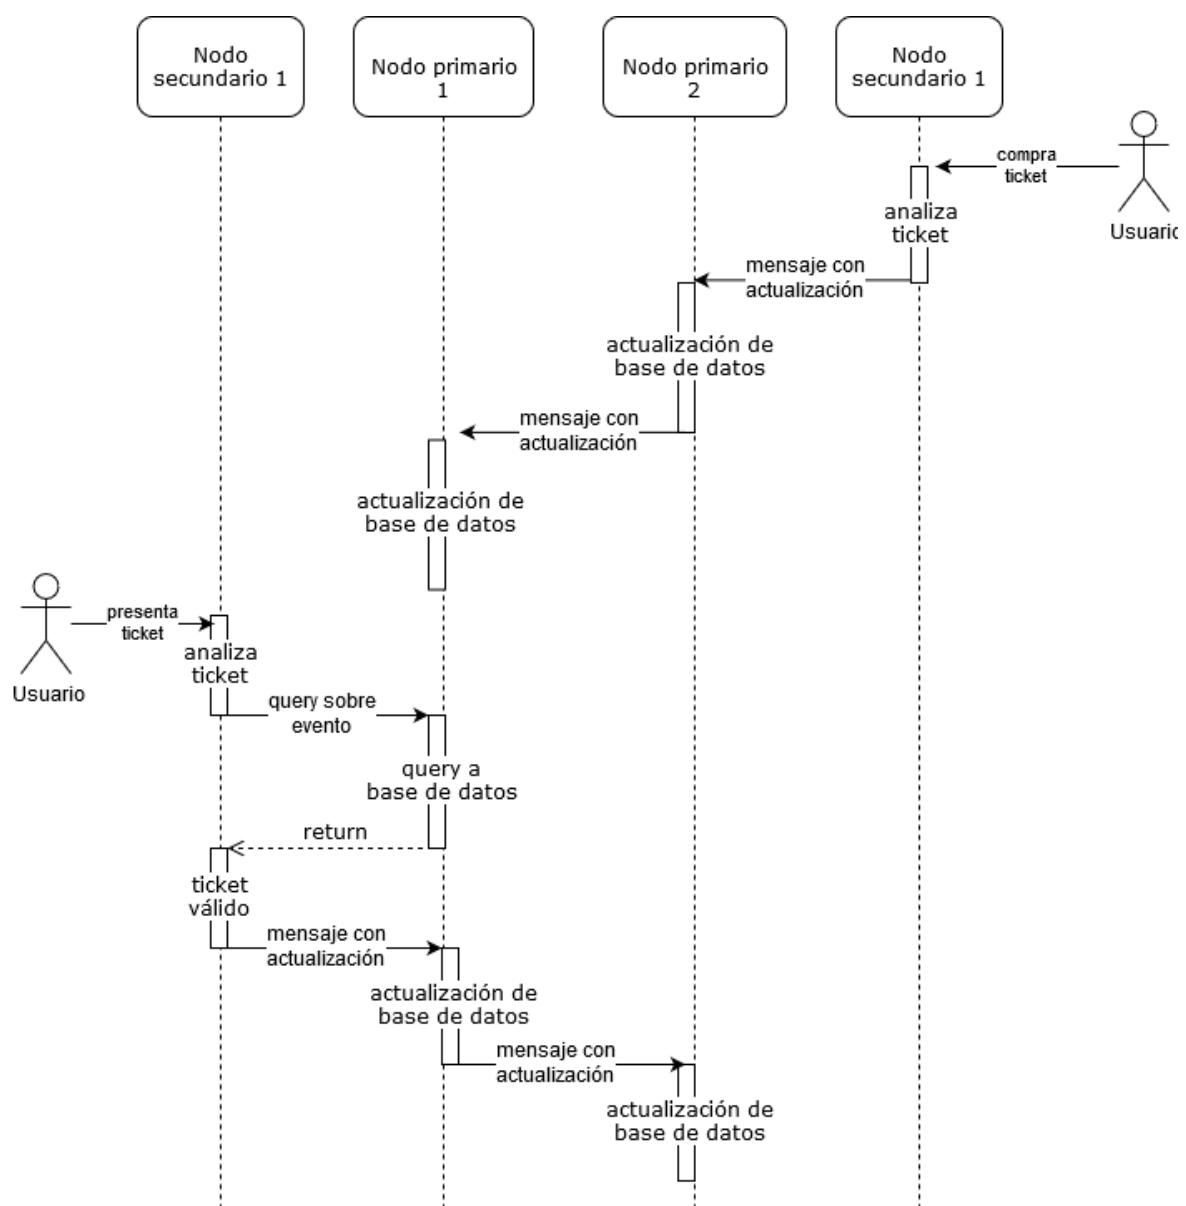 Nodo
secundario 1
Nodo primario
1
Nodo primario
2
Nodo
secundario 1
compra
ticket
Usuario
analiza
ticket
mensaje con
actualización
actualización de
base de datos
mensaje con
actualización
actualización de
base de datos
presenta
ticket
Usuario
analiza
ticket
query sobre
evento
query a
base de datos
return
ticket
válido
mensaje con
actualización
actualización de
base de datos
mensaje con
actualización
actualización de
base de datos